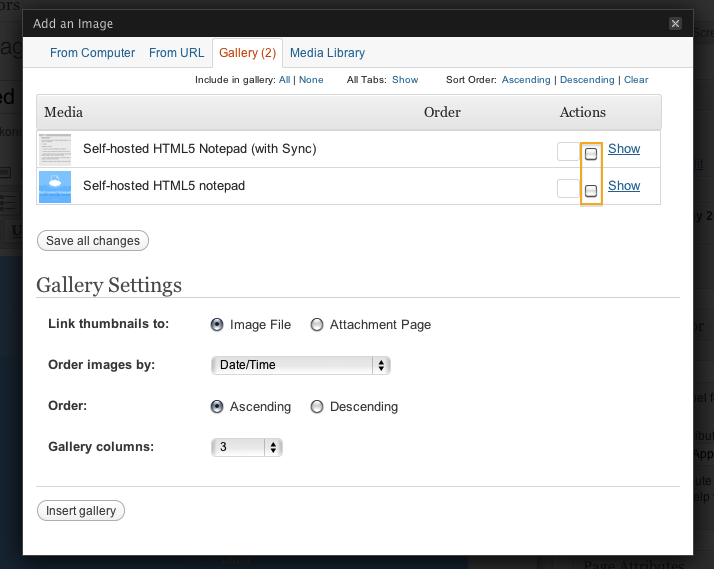 Add an Image
From Computer From URL Gallery (2) Media Library
Include in gallery: All | None All Tabs: Show Sort Order: Ascending | Descending | Clear
Media Order Actions
Self-hosted HTML5 Notepad (with Sync) Show
Self-hosted HTML5 notepad Show
Save all changes
Gallery Settings
Link thumbnails to: Image File Attachment Page
Order images by: Date/Time
Order: Ascending Descending
Gallery columns: 3
Insert gallery
Page Attributes